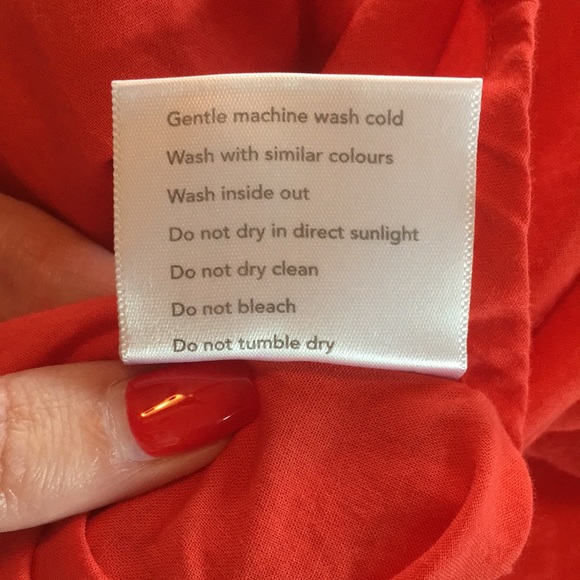 Gentle machine wash cold
Wash with similar colours
Wash inside out
Do not dry in direct sunlight
Do not dry clean
Do not bleach
Do not tumble dry